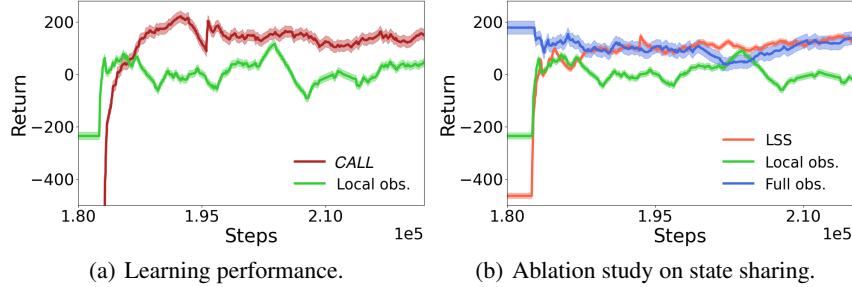 200
0
−200
−400
Return
CALL
Local obs.
1.80
1.95
2.10
Steps
1e5
(a) Learning performance.
200
0
−200
−400
Return
LSS
Local obs.
Full obs.
1.80
1.95
2.10
Steps
1e5
(b) Ablation study on state sharing.